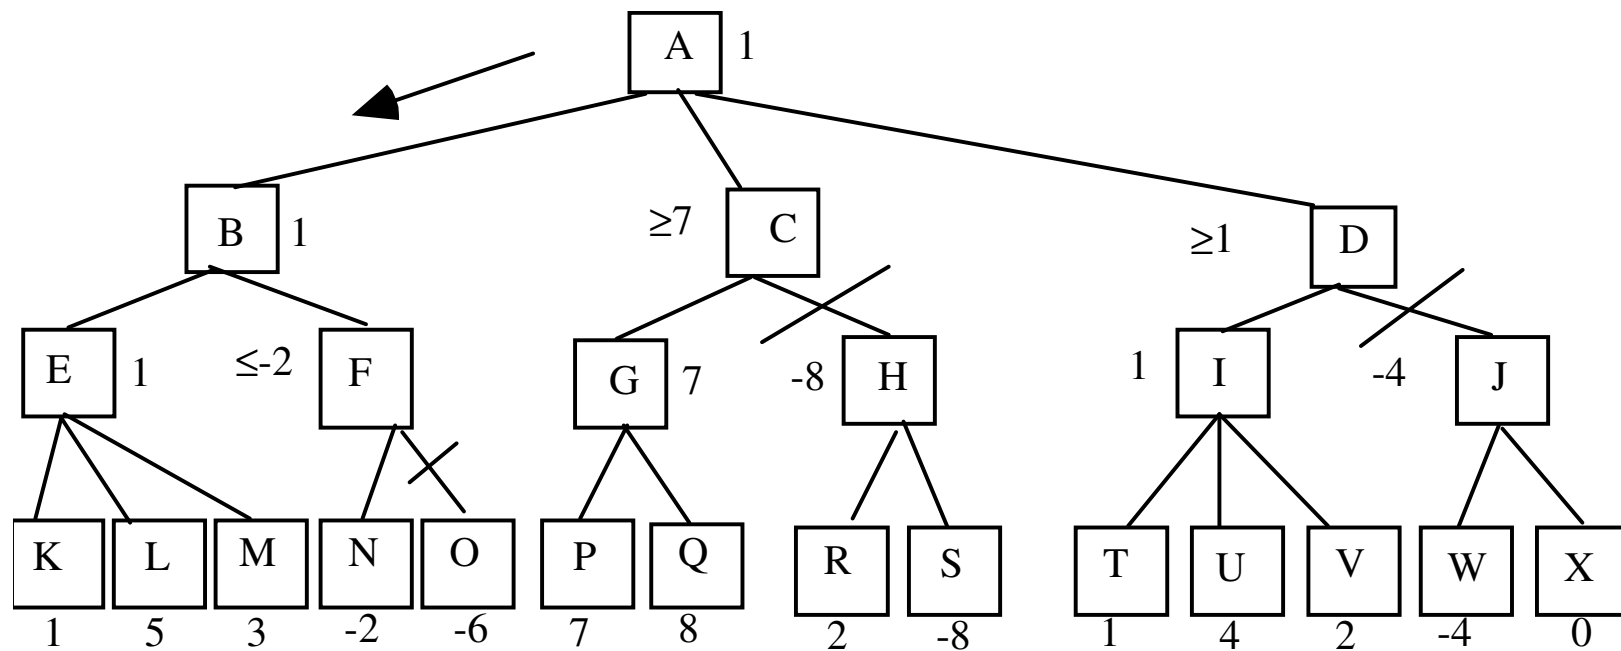 A 1
B 1 ≥7 C ≥1 D
E 1 ≤-2 F G 7 -8 H 1 I -4 J
K L M N O P Q R S T U V W X
1 5 3 -2 -6 7 8 2 -8 1 4 2 -4 0